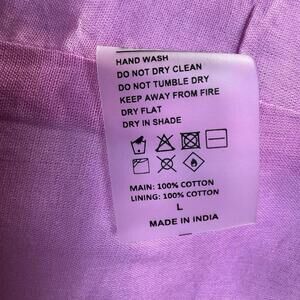 HAND WASH
DO NOT DRY CLEAN
DO NOT TUMBLE DRY
KEEP AWAY FROM FIRE
DRY FLAT
DRY IN SHADE
MAIN: 100% COTTON
LINING: 100% COTTON
L
MADE IN INDIA